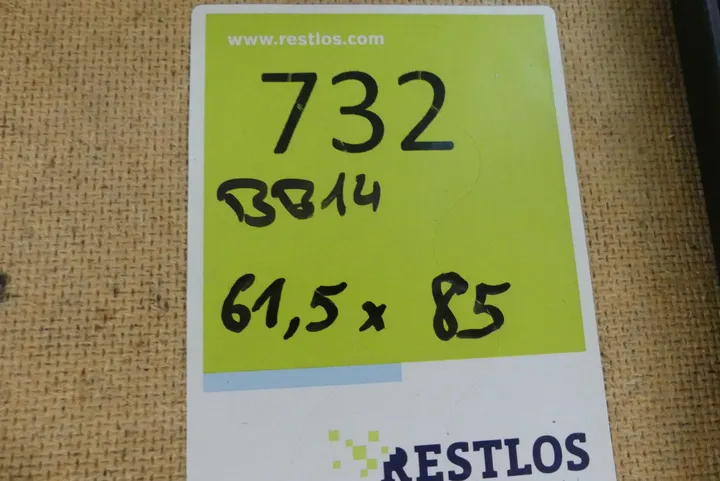 www.restlos.com
732
BB14
61,5 x 85
RESTLOS